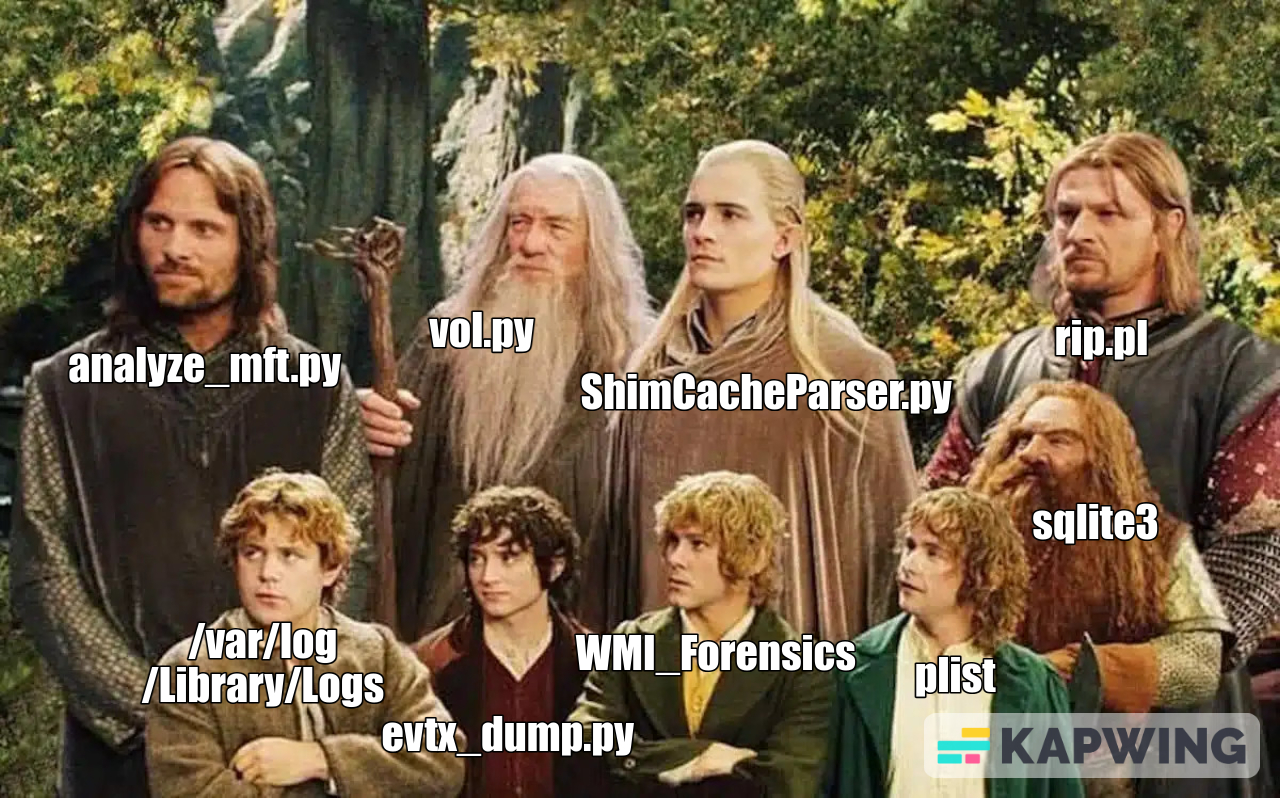 vol.py
rip.pl
analyze_mft.py
ShimCacheParser.py
sqlite3
/var/log
/Library/Logs
WMI_Forensics
plist
evtx_dump.py
KAPWING